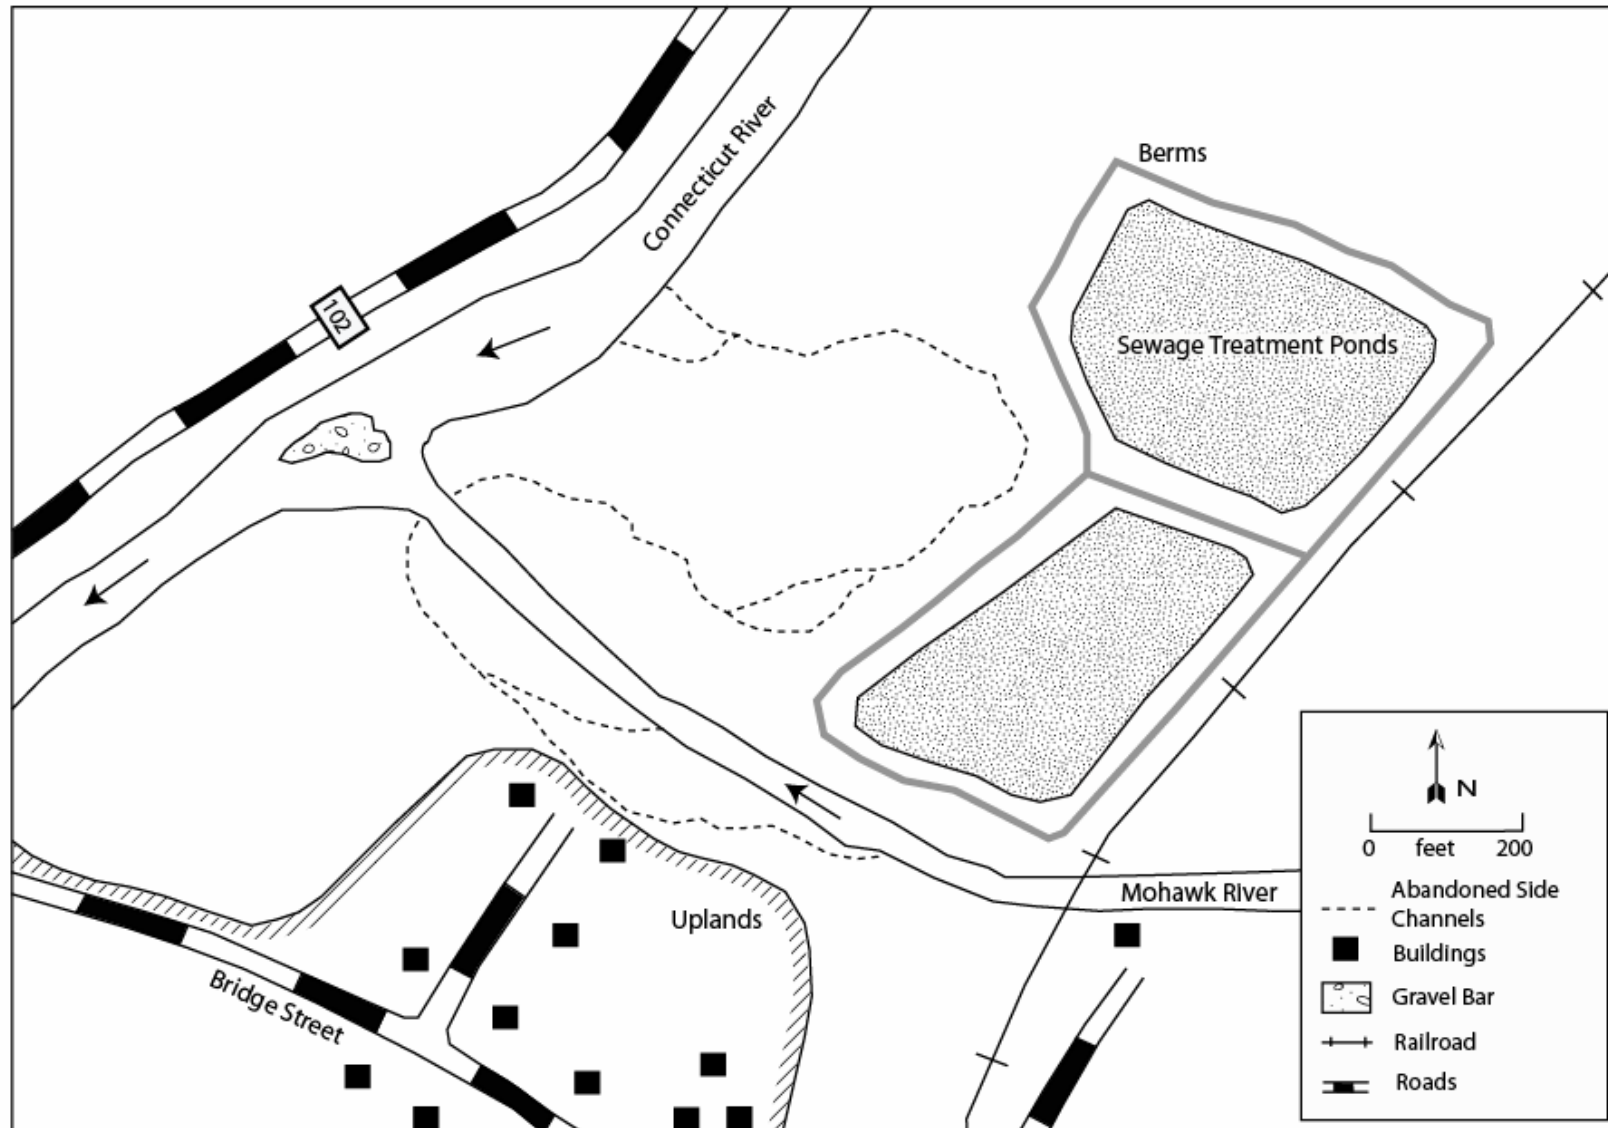 Berms
Connecticut River
102
Sewage Treatment Ponds
N
0 feet 200
Mohawk River
Abandoned Side
Channels
Uplands
Buildings
Bridge Street
Gravel Bar
Railroad
Roads